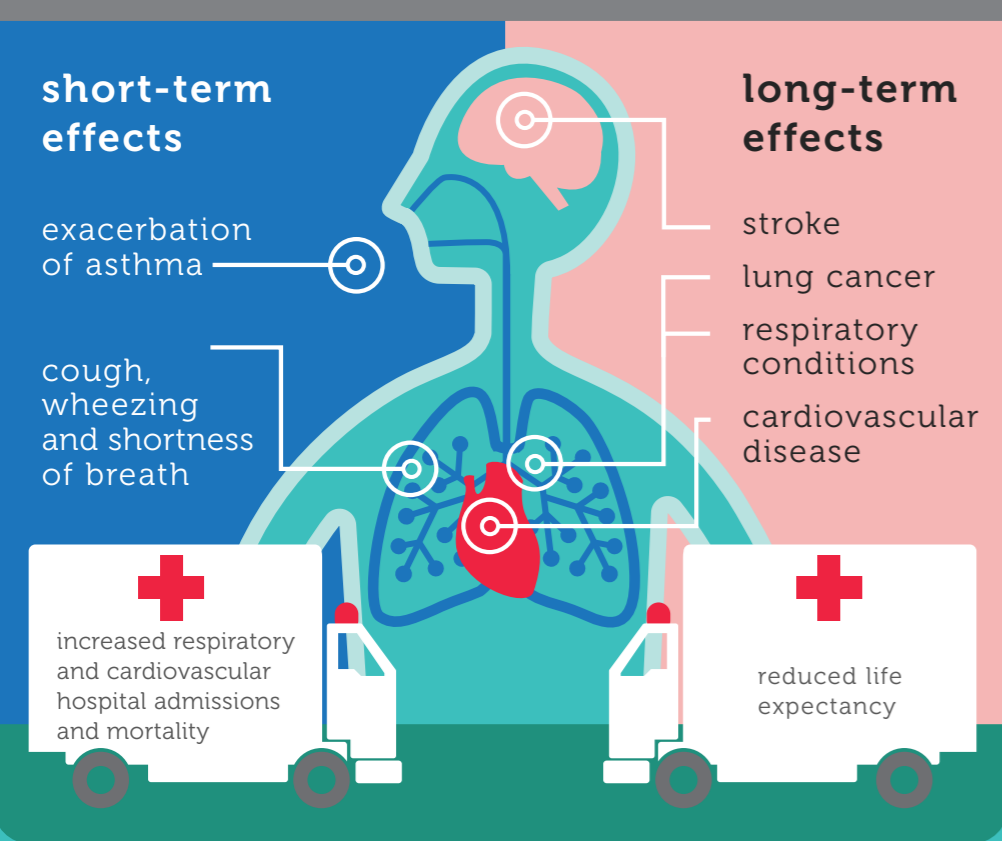 short-term
effects
exacerbation
of asthma
cough,
wheezing
and shortness
of breath
increased respiratory
and cardiovascular
hospital admissions
and mortality
long-term
effects
stroke
lung cancer
respiratory
conditions
cardiovascular
disease
reduced life
expectancy